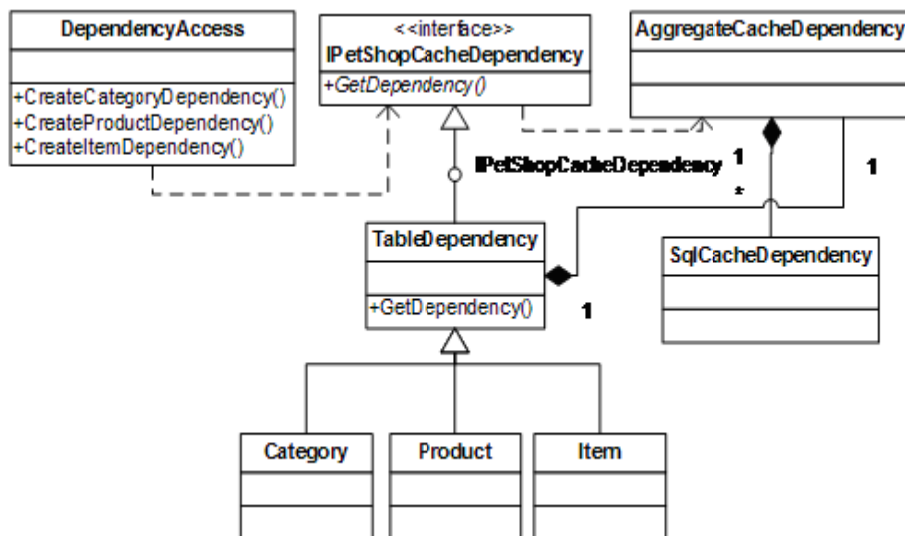 DependencyAccess
+CreateCategoryDependency()
+CreateProductDependency()
+CreateItemDependency()
<<interface>>
IPetShopCacheDependency
+GetDependency()
AggregateCacheDependency
IPetShopCacheDependency
1
*
1
TableDependency
+GetDependency()
1
SqlCacheDependency
Category
Product
Item